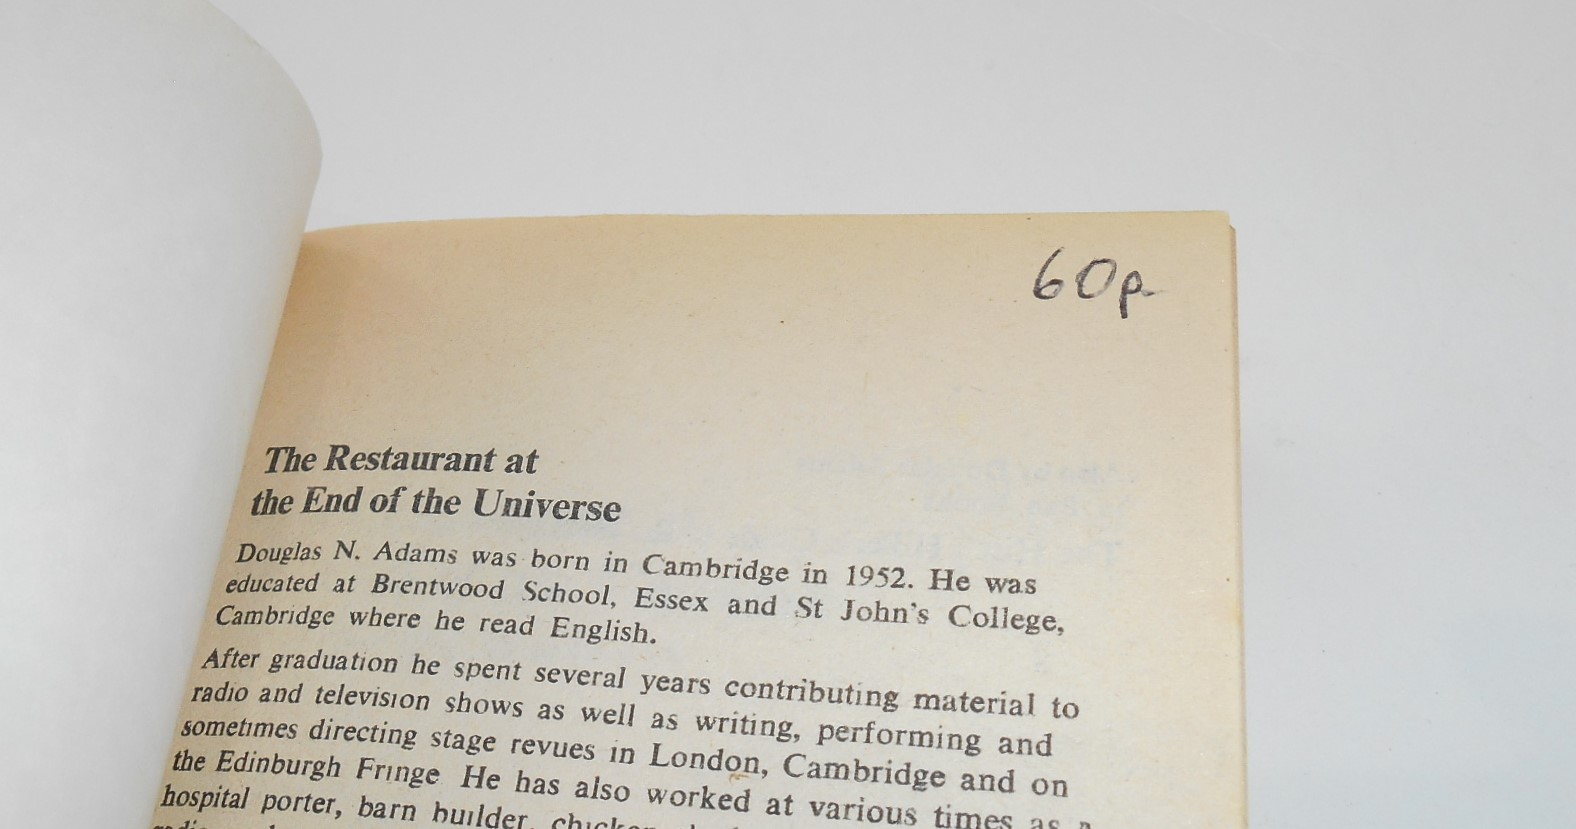 60p
The Restaurant at
the End of the Universe
Douglas N. Adams was born in Cambridge in 1952. He was
educated at Brentwood School, Essex and St John's College,
Cambridge where he read English.
After graduation he spent several years contributing material to
radio and television shows as well as writing, performing and
sometimes directing stage revues in London, Cambridge and on
the Edinburgh Fringe He has also worked at various times as a
hospital porter, barn builder, chicken